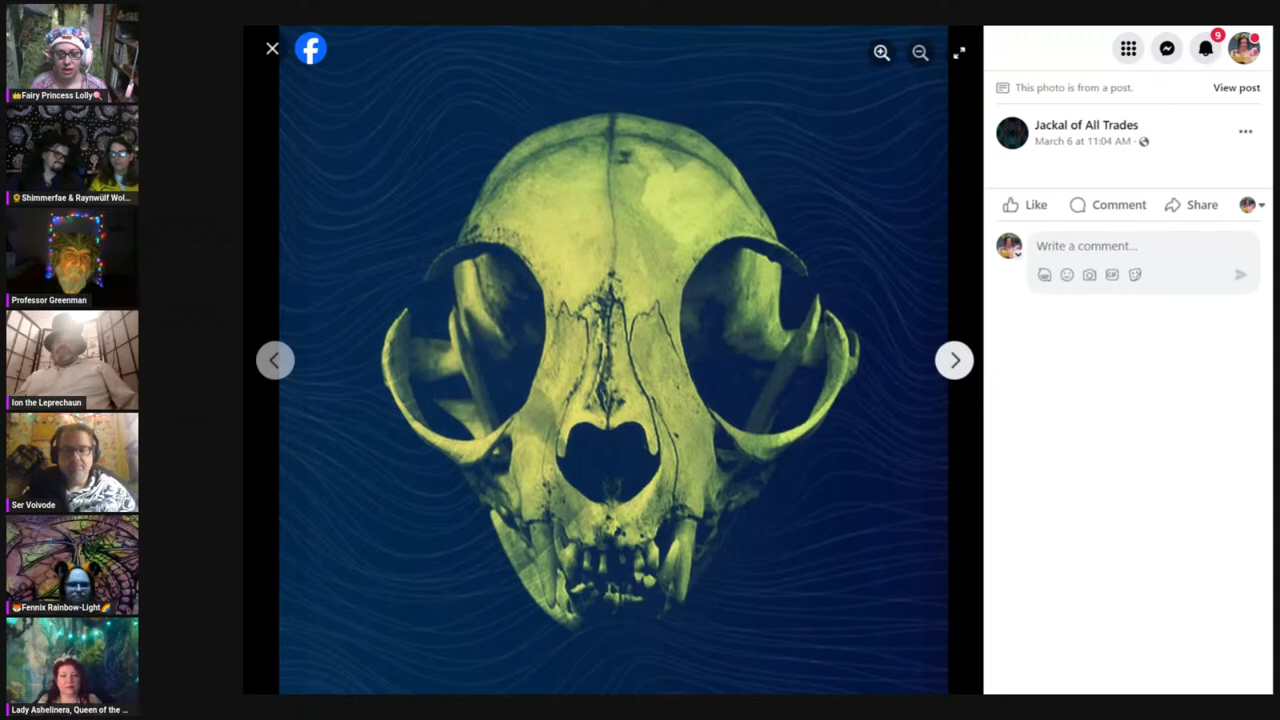 👑Fairy Princess Lolly🍭
🌻Shimmerfae & Raynwülf Wol...
Professor Greenman
Ion the Leprechaun
Ser Voivode
🦊Fennix Rainbow-Light🌈
Lady Ashelinera, Queen of the ...
9
This photo is from a post.
View post
Jackal of All Trades
March 6 at 11:04 AM ·
Like
Comment
Share
Write a comment...
GIF